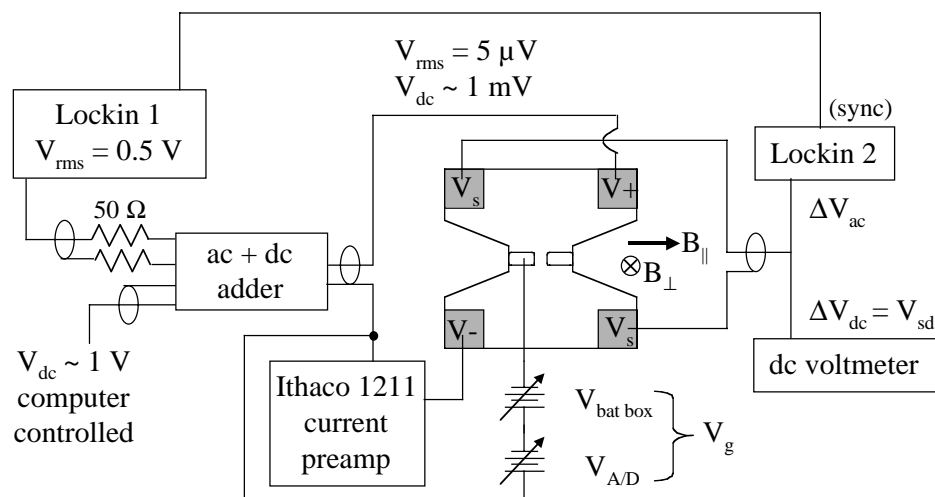 V_rms = 5 µV
V_dc ~ 1 mV
Lockin 1
V_rms = 0.5 V
(sync)
Lockin 2
50 Ω
ac + dc
adder
V_s
V+
V-
V_s
B_||
B_⊥
ΔV_ac
ΔV_dc = V_sd
dc voltmeter
V_dc ~ 1 V
computer
controlled
Ithaco 1211
current
preamp
V_bat box
V_A/D
V_g